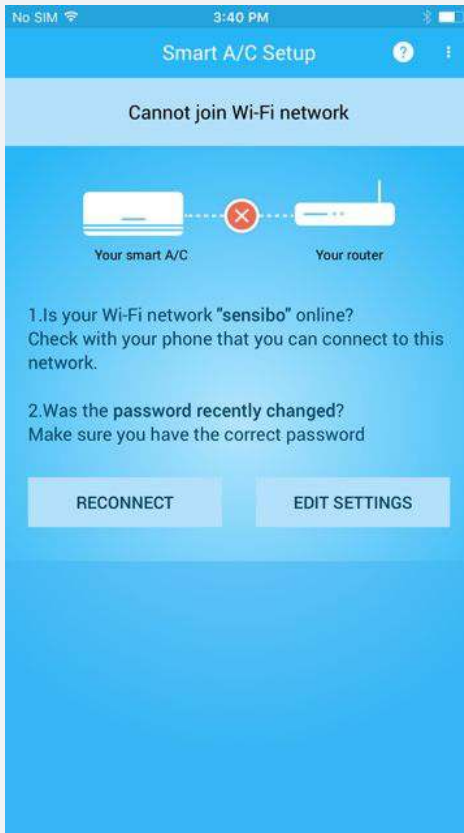 No SIM 3:40 PM
Smart A/C Setup ?
Cannot join Wi-Fi network
Your smart A/C Your router
1.Is your Wi-Fi network "sensibo" online?
Check with your phone that you can connect to this
network.
2.Was the password recently changed?
Make sure you have the correct password
RECONNECT EDIT SETTINGS